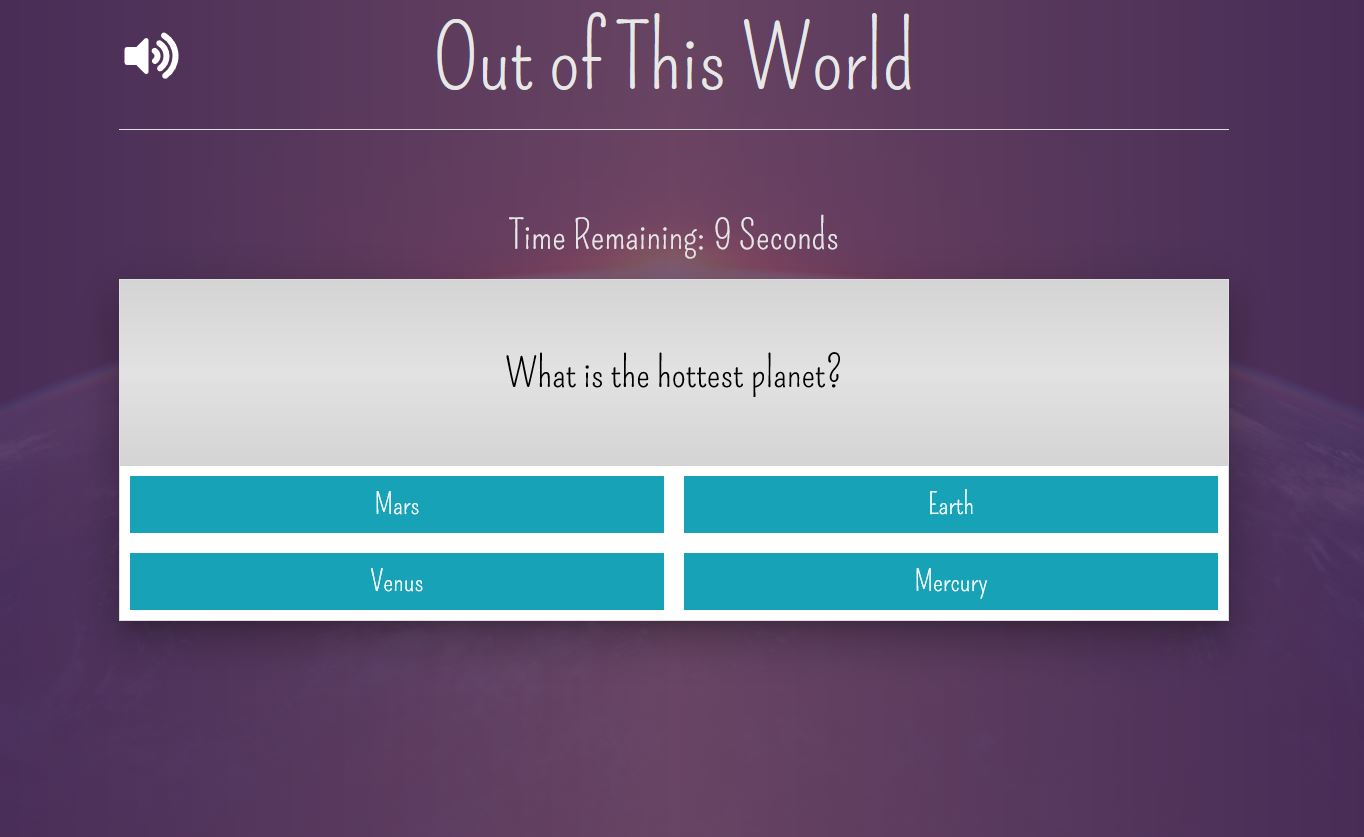 Out of This World
Time Remaining: 9 Seconds
What is the hottest planet?
Mars
Earth
Venus
Mercury